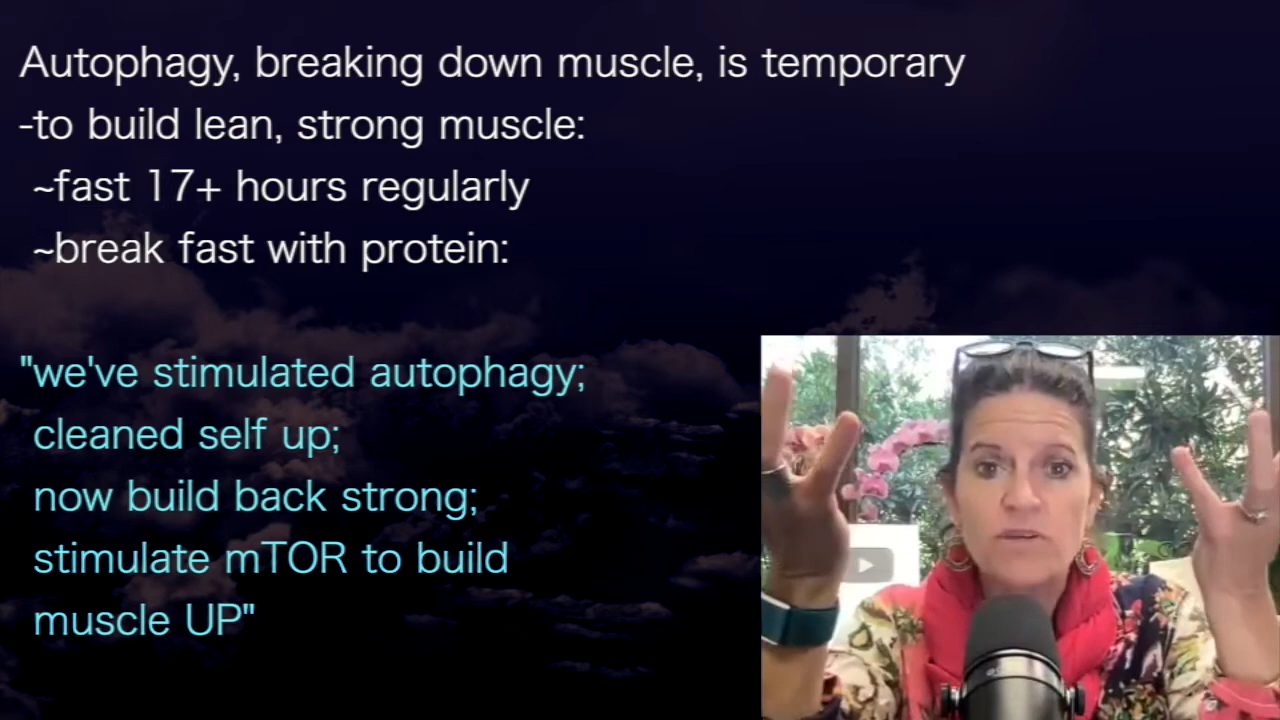 Autophagy, breaking down muscle, is temporary
-to build lean, strong muscle:
~fast 17+ hours regularly
~break fast with protein:
"we've stimulated autophagy;
cleaned self up;
now build back strong;
stimulate mTOR to build
muscle UP"